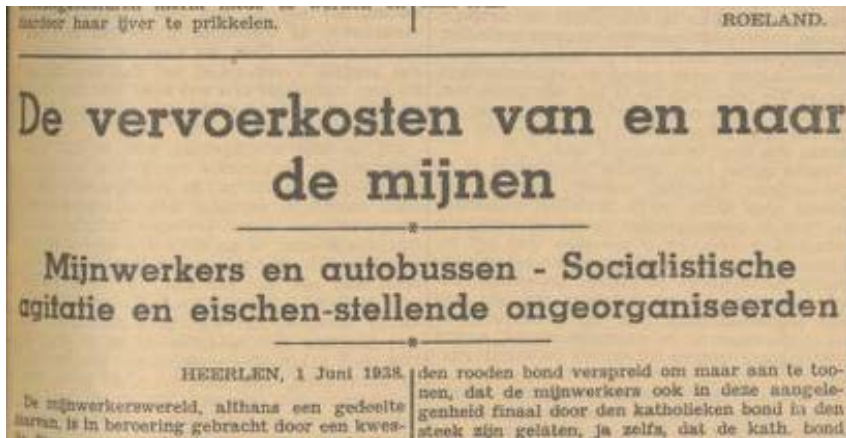 haar ijver te prikkelen.
ROELAND.
De vervoerkosten van en naar
de mijnen
Mijnwerkers en autobussen - Socialistische
agitatie en eischen-stellende ongeorganiseerden
HEERLEN, 1 Juni 1938.
De mijnwerkerswereld, althans een gedeelte
is in beroering gebracht door een kwes-
den rooden bond verspreid om maar aan te too-
nen, dat de mijnwerkers ook in deze aangele-
genheid finaal door den katholieken bond in den
steek zijn gelaten, ja zelfs, dat de kath. bond